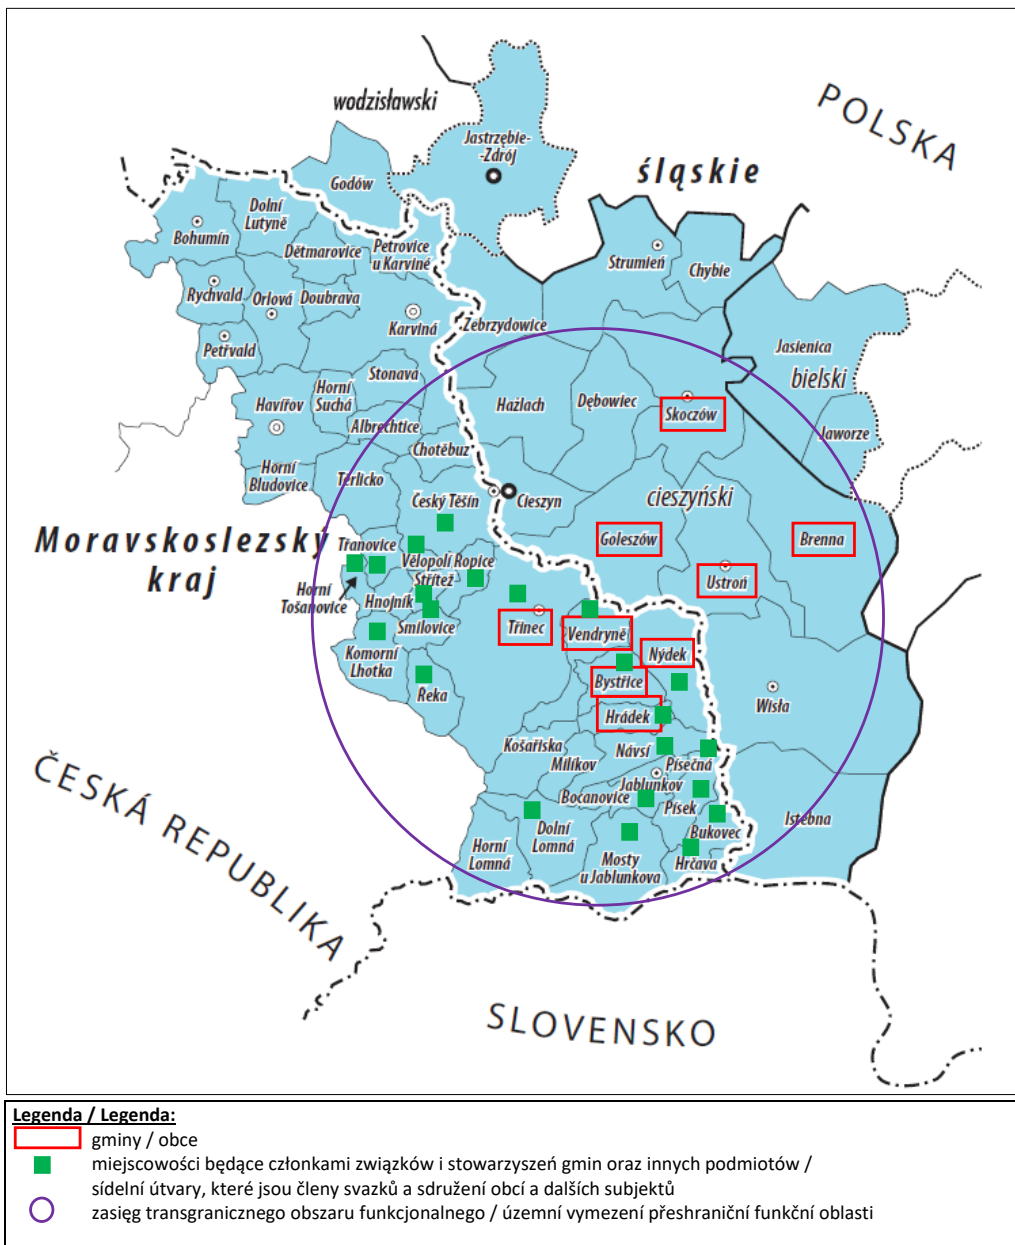 wodzisławski
POLSKA
Jastrzębie-
-Zdrój
śląskie
Godów
Dolní
Lutyně
Bohumín
Dětmarovice
Petrovice
u Karviné
Strumień
Chybie
Rychvald
Orlová
Doubrava
Karviná
Zebrzydowice
Petřvald
Jasienica
bielski
Stonava
Havířov
Horní
Suchá
Hażlach
Dębowiec
Skoczów
Albrechtice
Jaworze
Chotěbuz
Horní
Bludovice
Těrlicko
Český Těšín
Cieszyn
cieszyński
Moravskoslezský
kraj
Třanovice
Goleszów
Brenna
Vělopolí
Ropice
Střítež
Ustroń
Horní
Tošanovice
Hnojník
Smilovice
Třinec
Vendryně
Komorní
Lhotka
Nýdek
Řeka
Bystřice
Wisła
Hrádek
Košařiska
Návsí
Milíkov
Písečná
Jablunkov
Bocanovice
Písek
Istebna
ČESKÁ REPUBLIKA
Dolní
Lomná
Bukovec
Horní
Lomná
Mosty
u Jablunkova
Hrčava
SLOVENSKO
Legenda / Legenda:
gminy / obce
miejscowości będące członkami związków i stowarzyszeń gmin oraz innych podmiotów /
sídelní útvary, které jsou členy svazků a sdružení obcí a dalších subjektů
zasięg transgranicznego obszaru funkcjonalnego / územní vymezení přeshraniční funkční oblasti